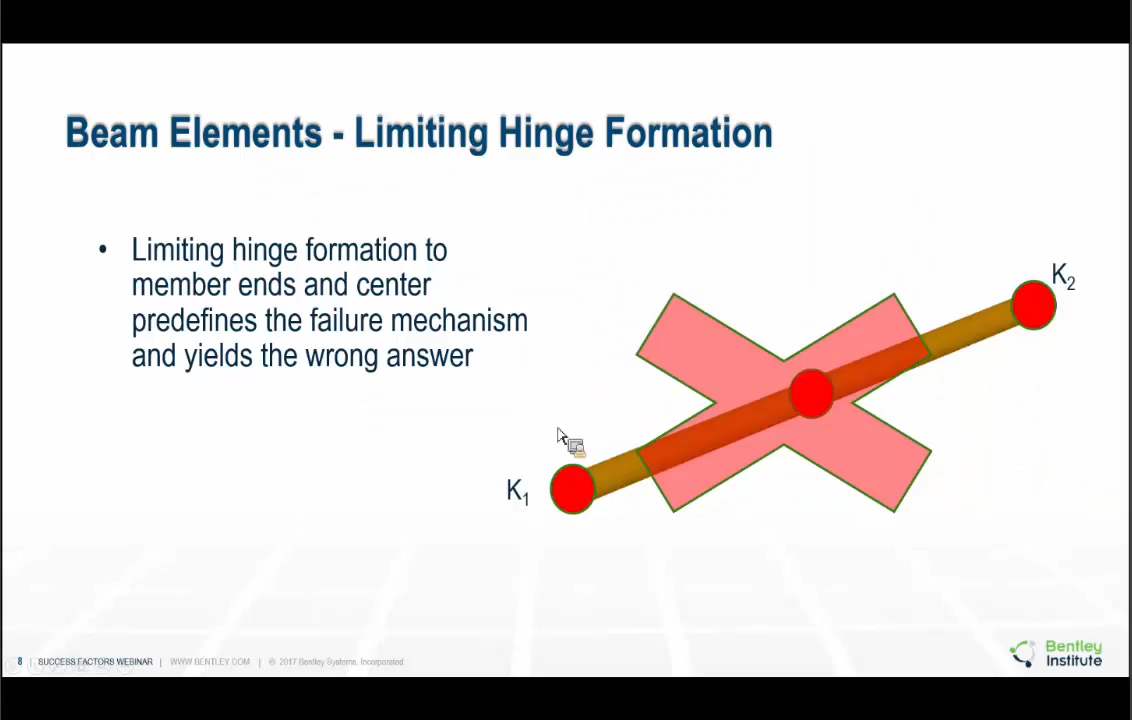 Beam Elements - Limiting Hinge Formation
• Limiting hinge formation to
member ends and center
predefines the failure mechanism
and yields the wrong answer
K2
K1
8 | SUCCESS FACTORS WEBINAR | WWW.BENTLEY.COM | © 2017 Bentley Systems, Incorporated
Bentley
Institute